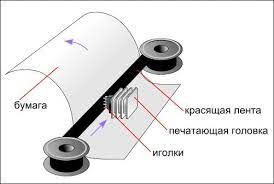 бумага
красящая лента
печатающая головка
иголки